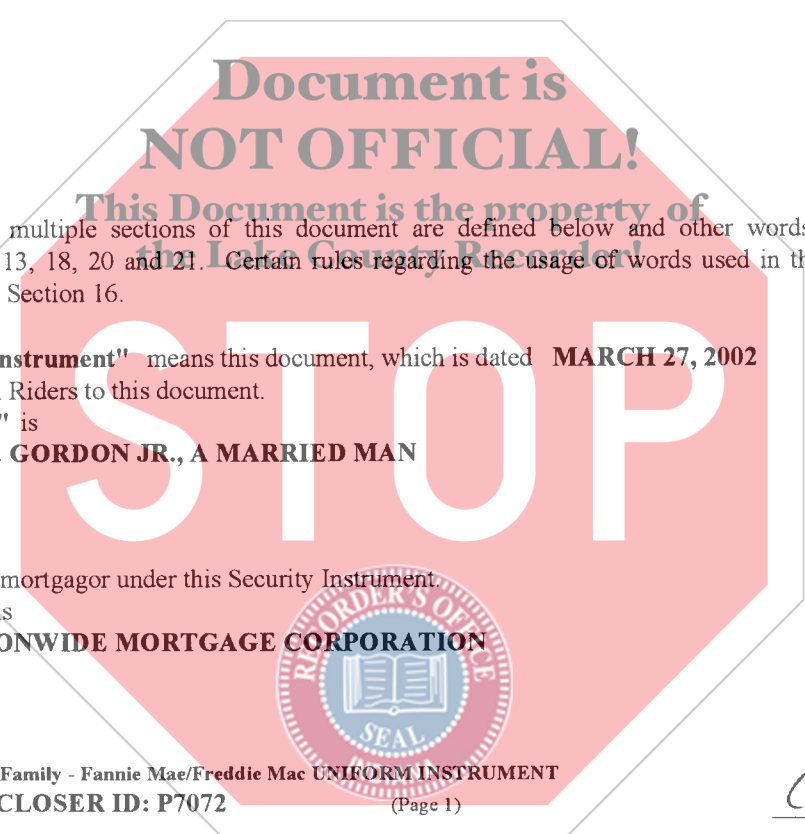 Document is
NOT OFFICIAL!
This Document is the property of
multiple sections of this document are defined below and other words
the Lake County Recorder!
13, 18, 20 and 21. Certain rules regarding the usage of words used in th
Section 16.
nstrument" means this document, which is dated MARCH 27, 2002
Riders to this document.
" is
GORDON JR., A MARRIED MAN
STOP
mortgagor under this Security Instrument.
s
ONWIDE MORTGAGE CORPORATION
RECORDER'S OFFICE
SEAL
INDIANA
Family - Fannie Mae/Freddie Mac UNIFORM INSTRUMENT
CLOSER ID: P7072 (Page 1)